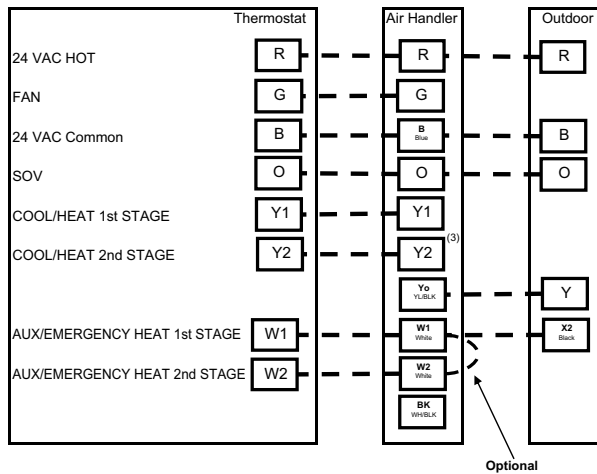 Thermostat Air Handler Outdoor
24 VAC HOT R R R
FAN G G
24 VAC Common B B B
Blue
SOV O O O
COOL/HEAT 1st STAGE Y1 Y1
COOL/HEAT 2nd STAGE Y2 Y2 (3)
Yo Y
YL/BLK
AUX/EMERGENCY HEAT 1st STAGE W1 W1 X2
White Black
AUX/EMERGENCY HEAT 2nd STAGE W2 W2
White
BK
WH/BLK
Optional